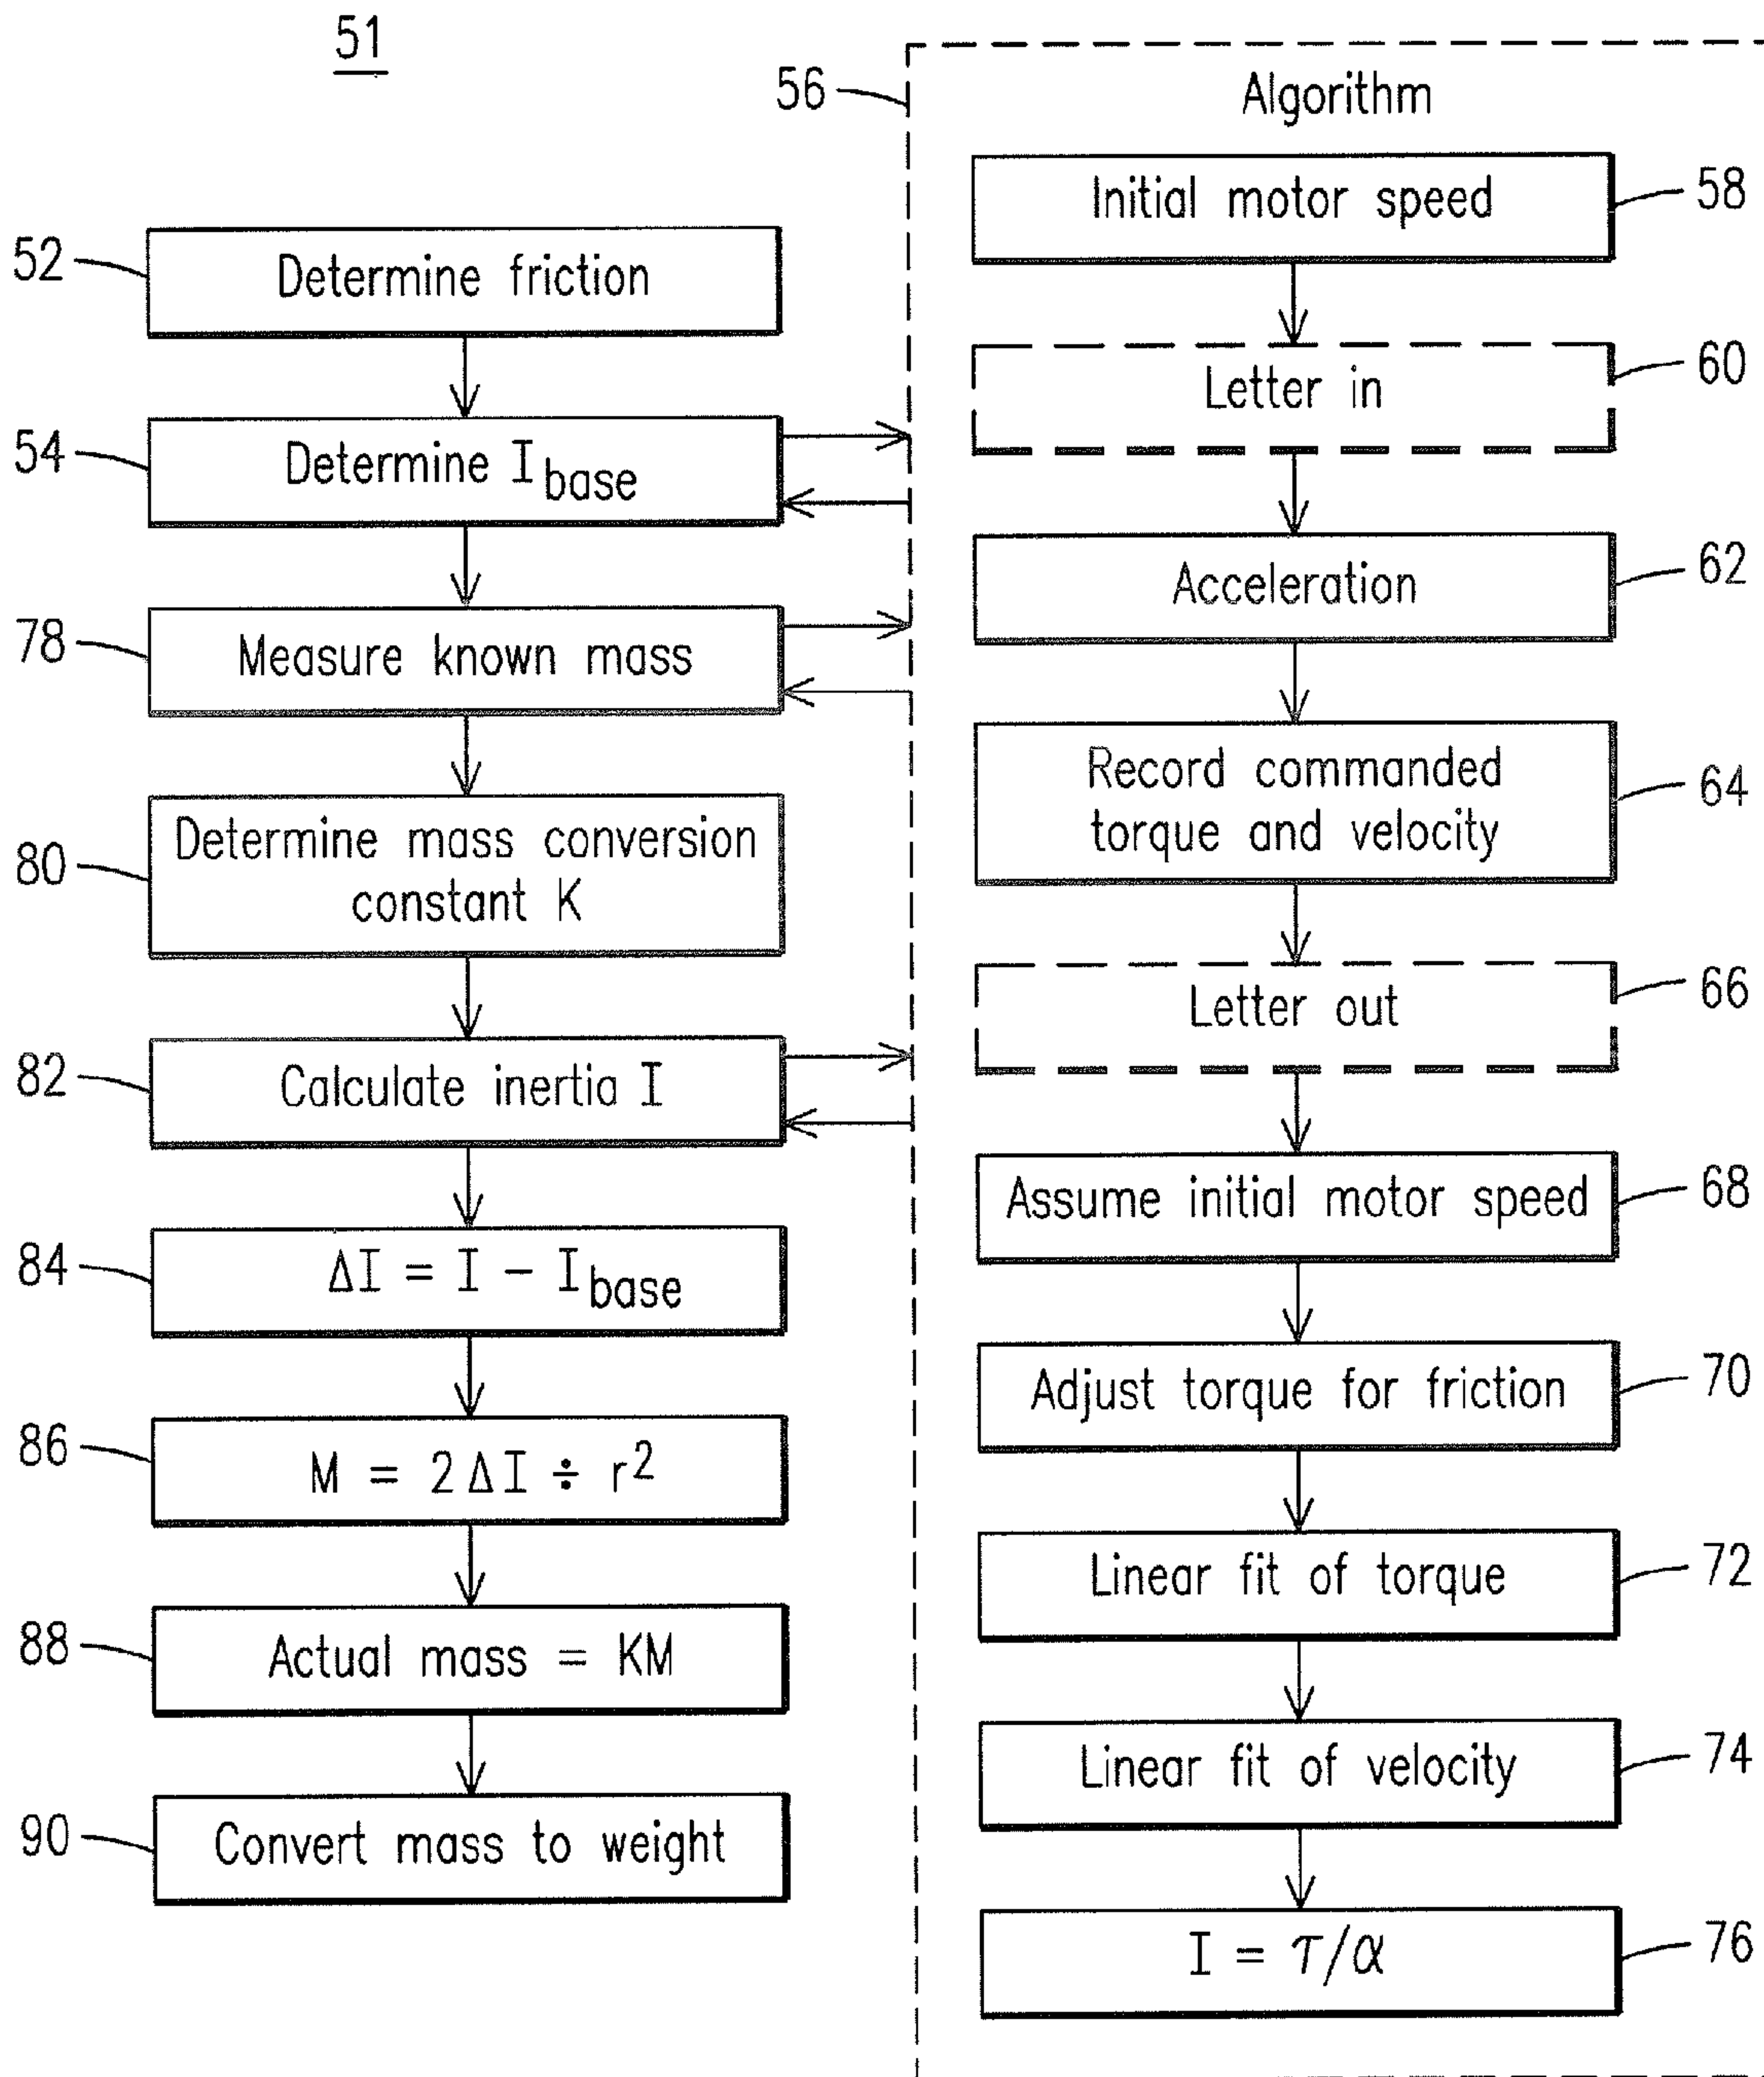 51
52
Determine friction
54
Determine I base
78
Measure known mass
80
Determine mass conversion
constant K
82
Calculate inertia I
84
ΔI = I – I base
86
M = 2 ΔI ÷ r²
88
Actual mass = KM
90
Convert mass to weight
56
Algorithm
Initial motor speed
58
Letter in
60
Acceleration
62
Record commanded
torque and velocity
64
Letter out
66
Assume initial motor speed
68
Adjust torque for friction
70
Linear fit of torque
72
Linear fit of velocity
74
I = τ/α
76